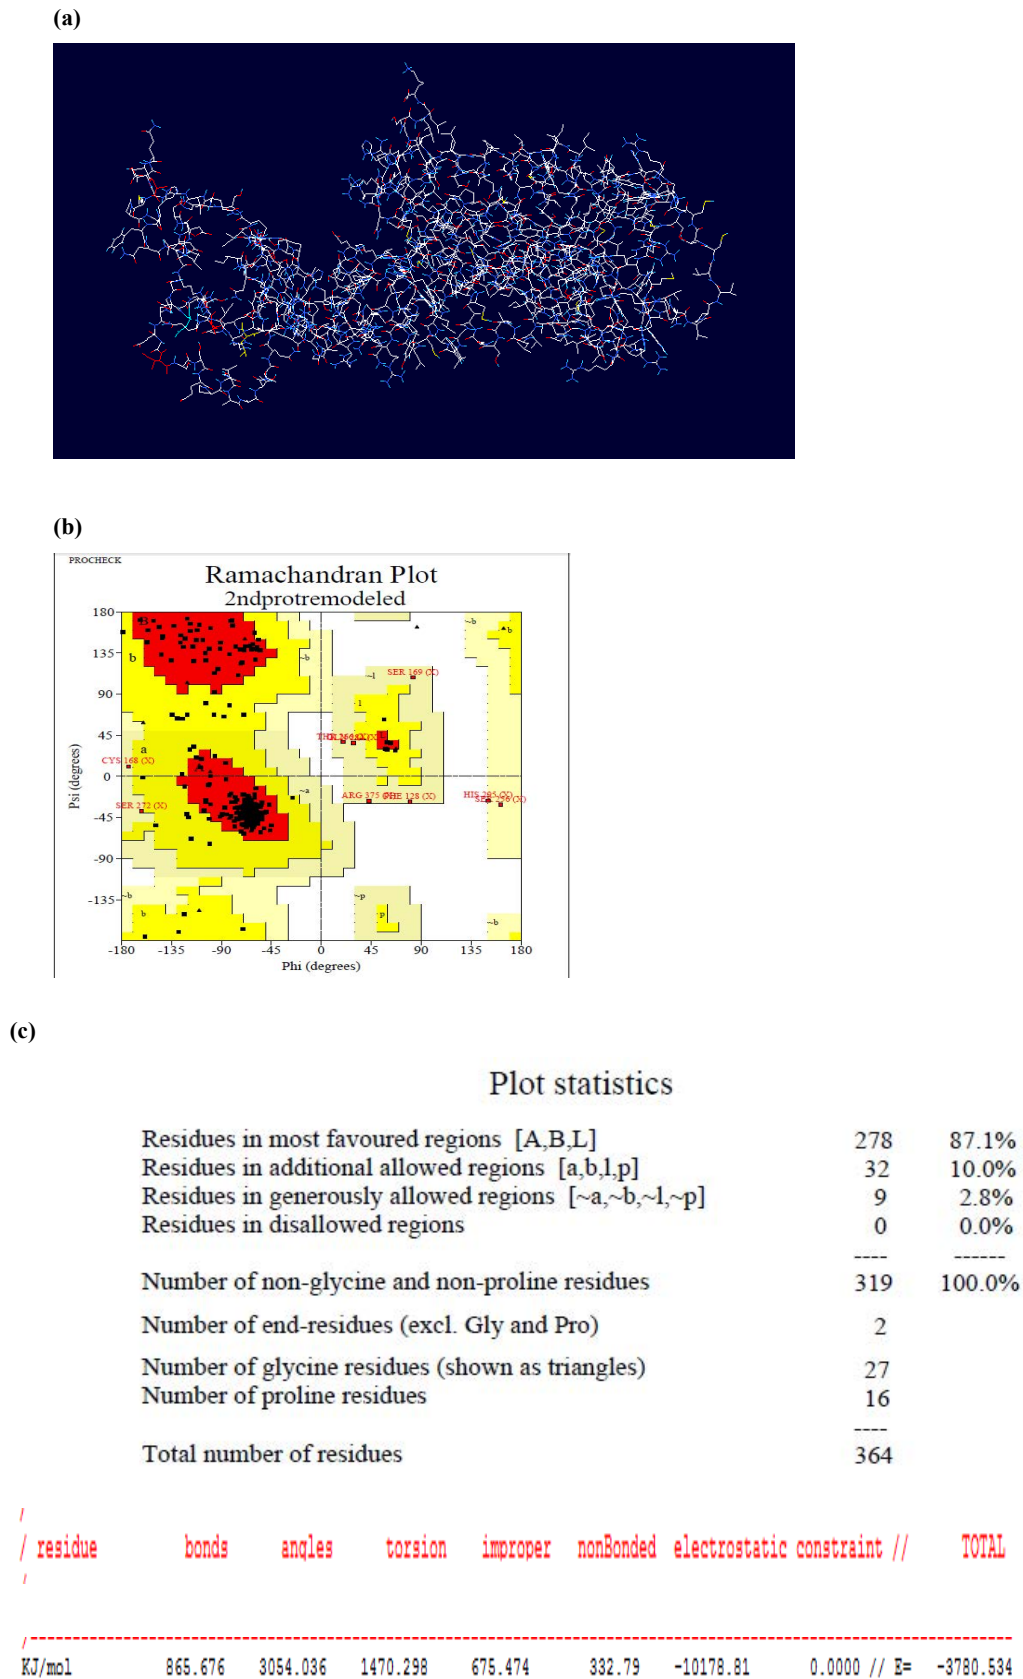 (a)
(b)
PROCHECK
Ramachandran Plot
2ndprotremodeled
180
135
90
45
0
-45
-90
-135
Psi (degrees)
B
b
a
A
~b
~l
l
~a
~b
b
~b
b
~p
p
~b
SER 169 (X)
CYS 168 (X)
SER 272 (X)
ARG 375 (X)
PHE 128 (X)
-180 -135 -90 -45 0 45 90 135 180
Phi (degrees)
(c)
Plot statistics
Residues in most favoured regions [A,B,L] 278 87.1%
Residues in additional allowed regions [a,b,l,p] 32 10.0%
Residues in generously allowed regions [~a,~b,~l,~p] 9 2.8%
Residues in disallowed regions 0 0.0%
---- ------
Number of non-glycine and non-proline residues 319 100.0%
Number of end-residues (excl. Gly and Pro) 2
Number of glycine residues (shown as triangles) 27
Number of proline residues 16
----
Total number of residues 364
/
/ residue bonds angles torsion improper nonBonded electrostatic constraint // TOTAL
/
KJ/mol 865.676 3054.036 1470.298 675.474 332.79 -10178.81 0.0000 // E= -3780.534